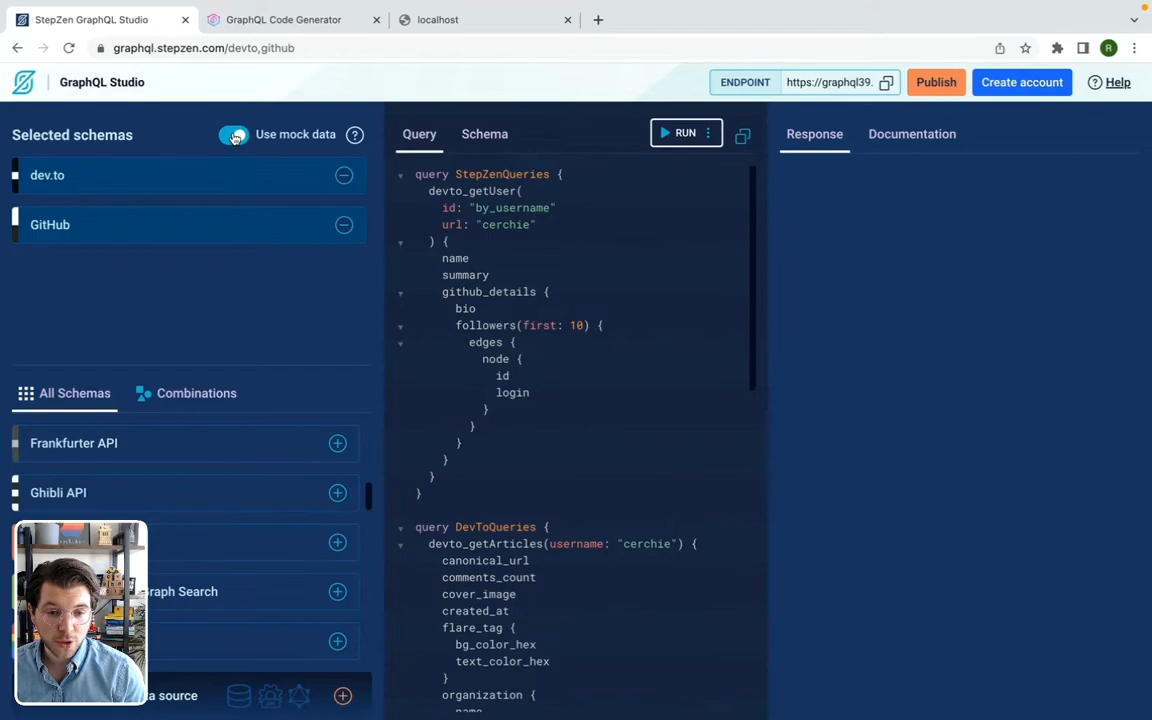 StepZen GraphQL Studio
GraphQL Code Generator
localhost
graphql.stepzen.com/devto,github
R
GraphQL Studio
ENDPOINT
https://graphql39.
Publish
Create account
? Help
Selected schemas
Use mock data
?
dev.to
GitHub
All Schemas
Combinations
Frankfurter API
Ghibli API
Graph Search
ta source
Query
Schema
RUN
query StepZenQueries {
devto_getUser(
id: "by_username"
url: "cerchie"
) {
name
summary
github_details {
bio
followers(first: 10) {
edges {
node {
id
login
}
}
}
}
}
}
query DevToQueries {
devto_getArticles(username: "cerchie") {
canonical_url
comments_count
cover_image
created_at
flare_tag {
bg_color_hex
text_color_hex
}
organization {
name
Response
Documentation